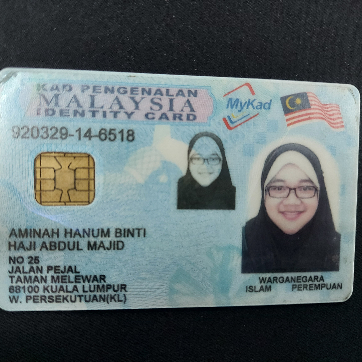 KAD PENGENALAN
MALAYSIA
IDENTITY CARD
MyKad
920329-14-6518
AMINAH HANUM BINTI
HAJI ABDUL MAJID
NO 25
JALAN PEJAL
TAMAN MELEWAR
68100 KUALA LUMPUR
W. PERSEKUTUAN(KL)
WARGANEGARA
ISLAM PEREMPUAN